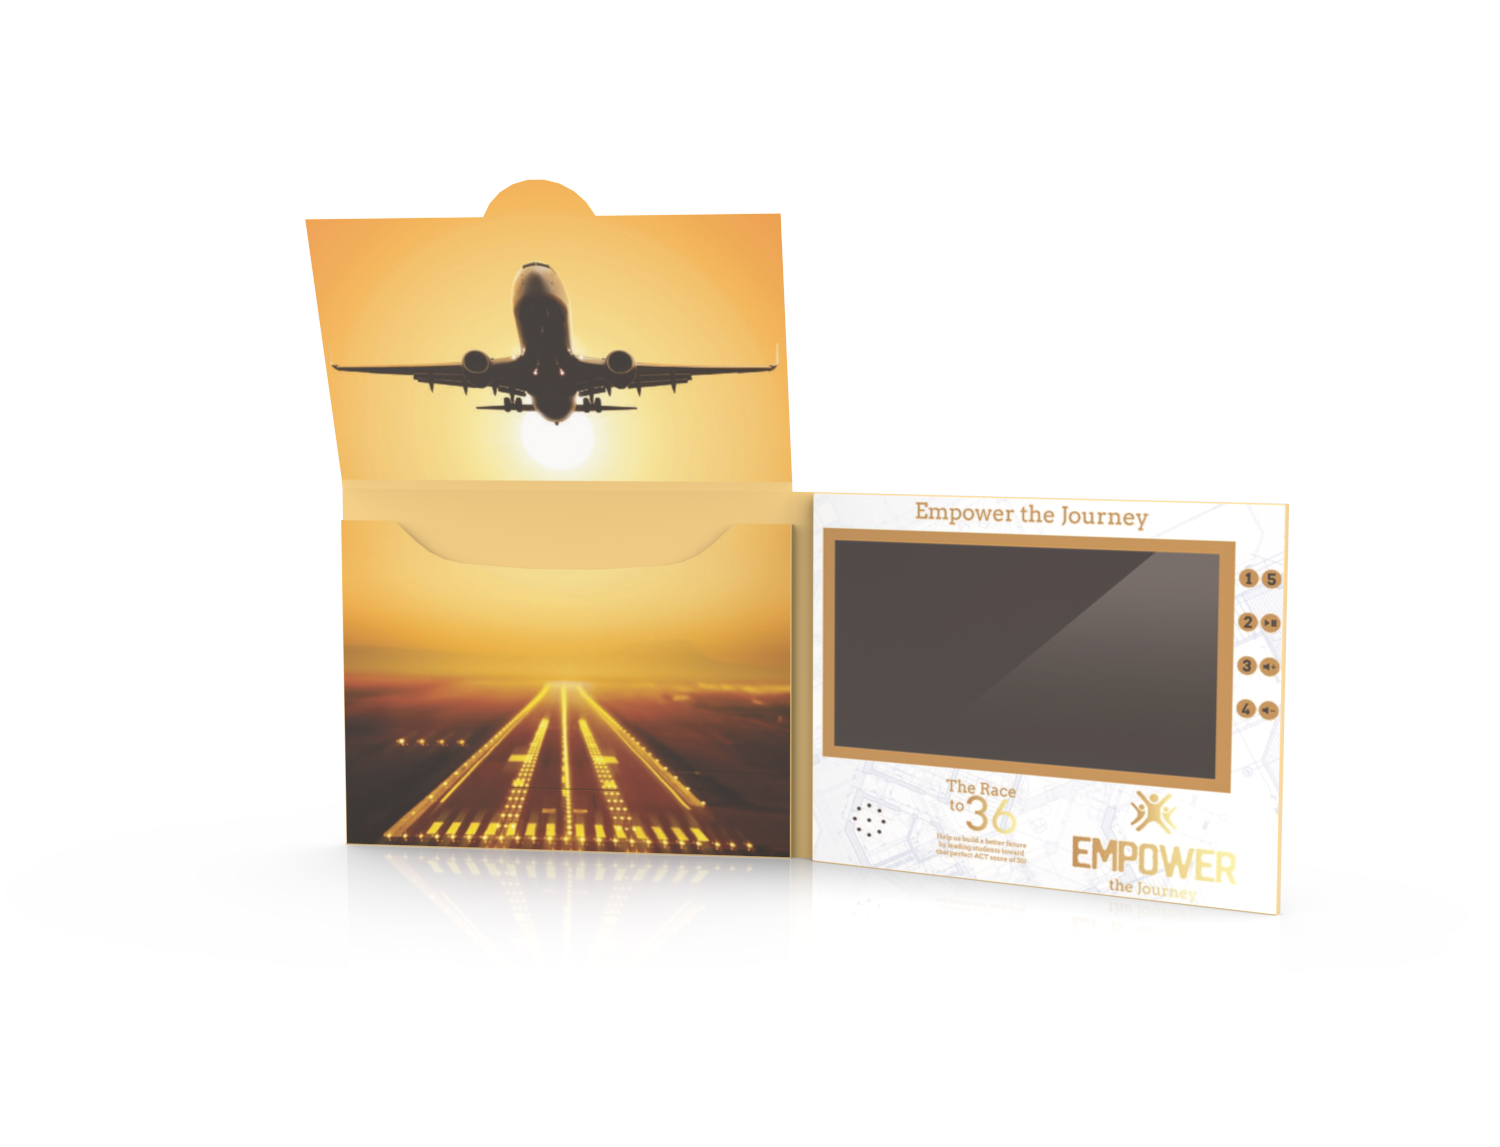 Empower the Journey
1 5
2
3
4
The Race
to 36
Help us build a better future
by leading students toward
that perfect ACT score of 36!
EMPOWER
the Journey